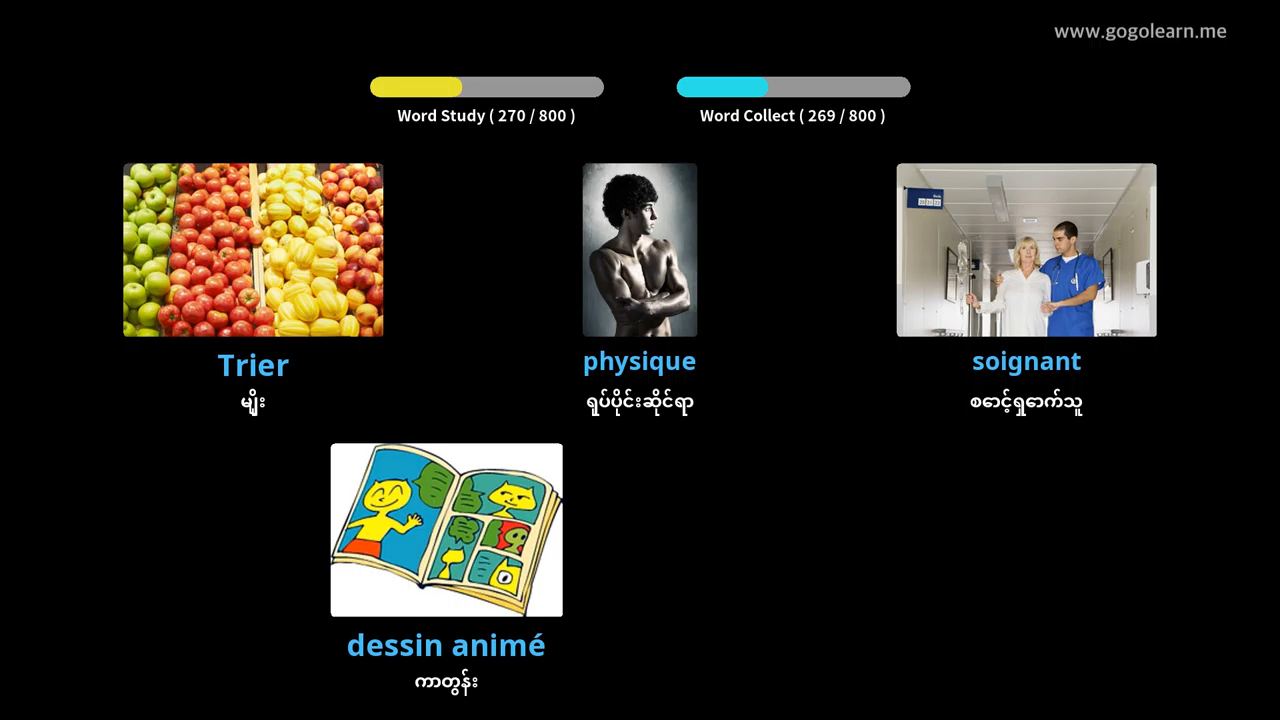 www.gogolearn.me
Word Study ( 270 / 800 )
Word Collect ( 269 / 800 )
Trier
physique
soignant
မျိုး
ရုပ်ပိုင်းဆိုင်ရာ
စောင့်ရှောက်သူ
dessin animé
ကာတွန်း